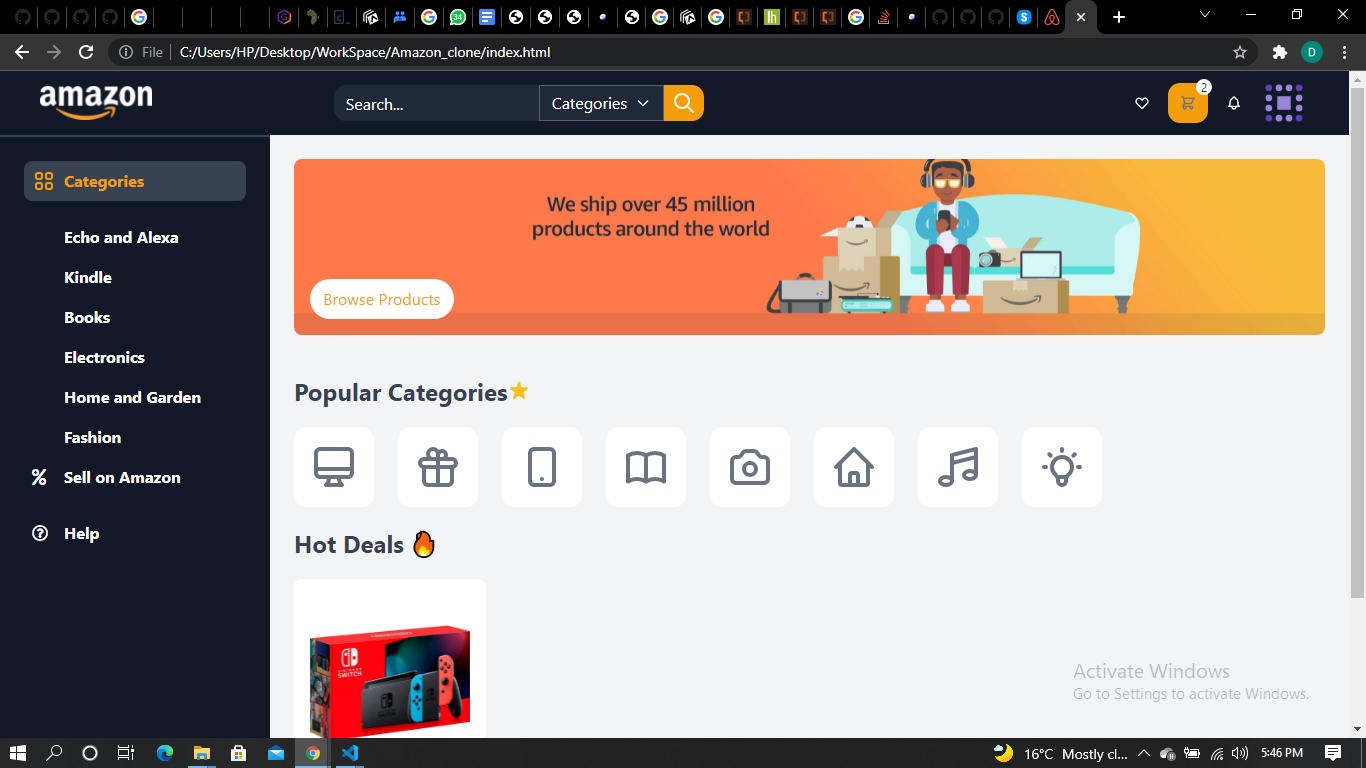 34
File
C:/Users/HP/Desktop/WorkSpace/Amazon_clone/index.html
D
amazon
Search...
Categories
2
Categories
Echo and Alexa
Kindle
Books
Electronics
Home and Garden
Fashion
Sell on Amazon
Help
We ship over 45 million
products around the world
Browse Products
Popular Categories
Hot Deals
NINTENDO
SWITCH
Activate Windows
Go to Settings to activate Windows.
16°C Mostly cl...
5:46 PM